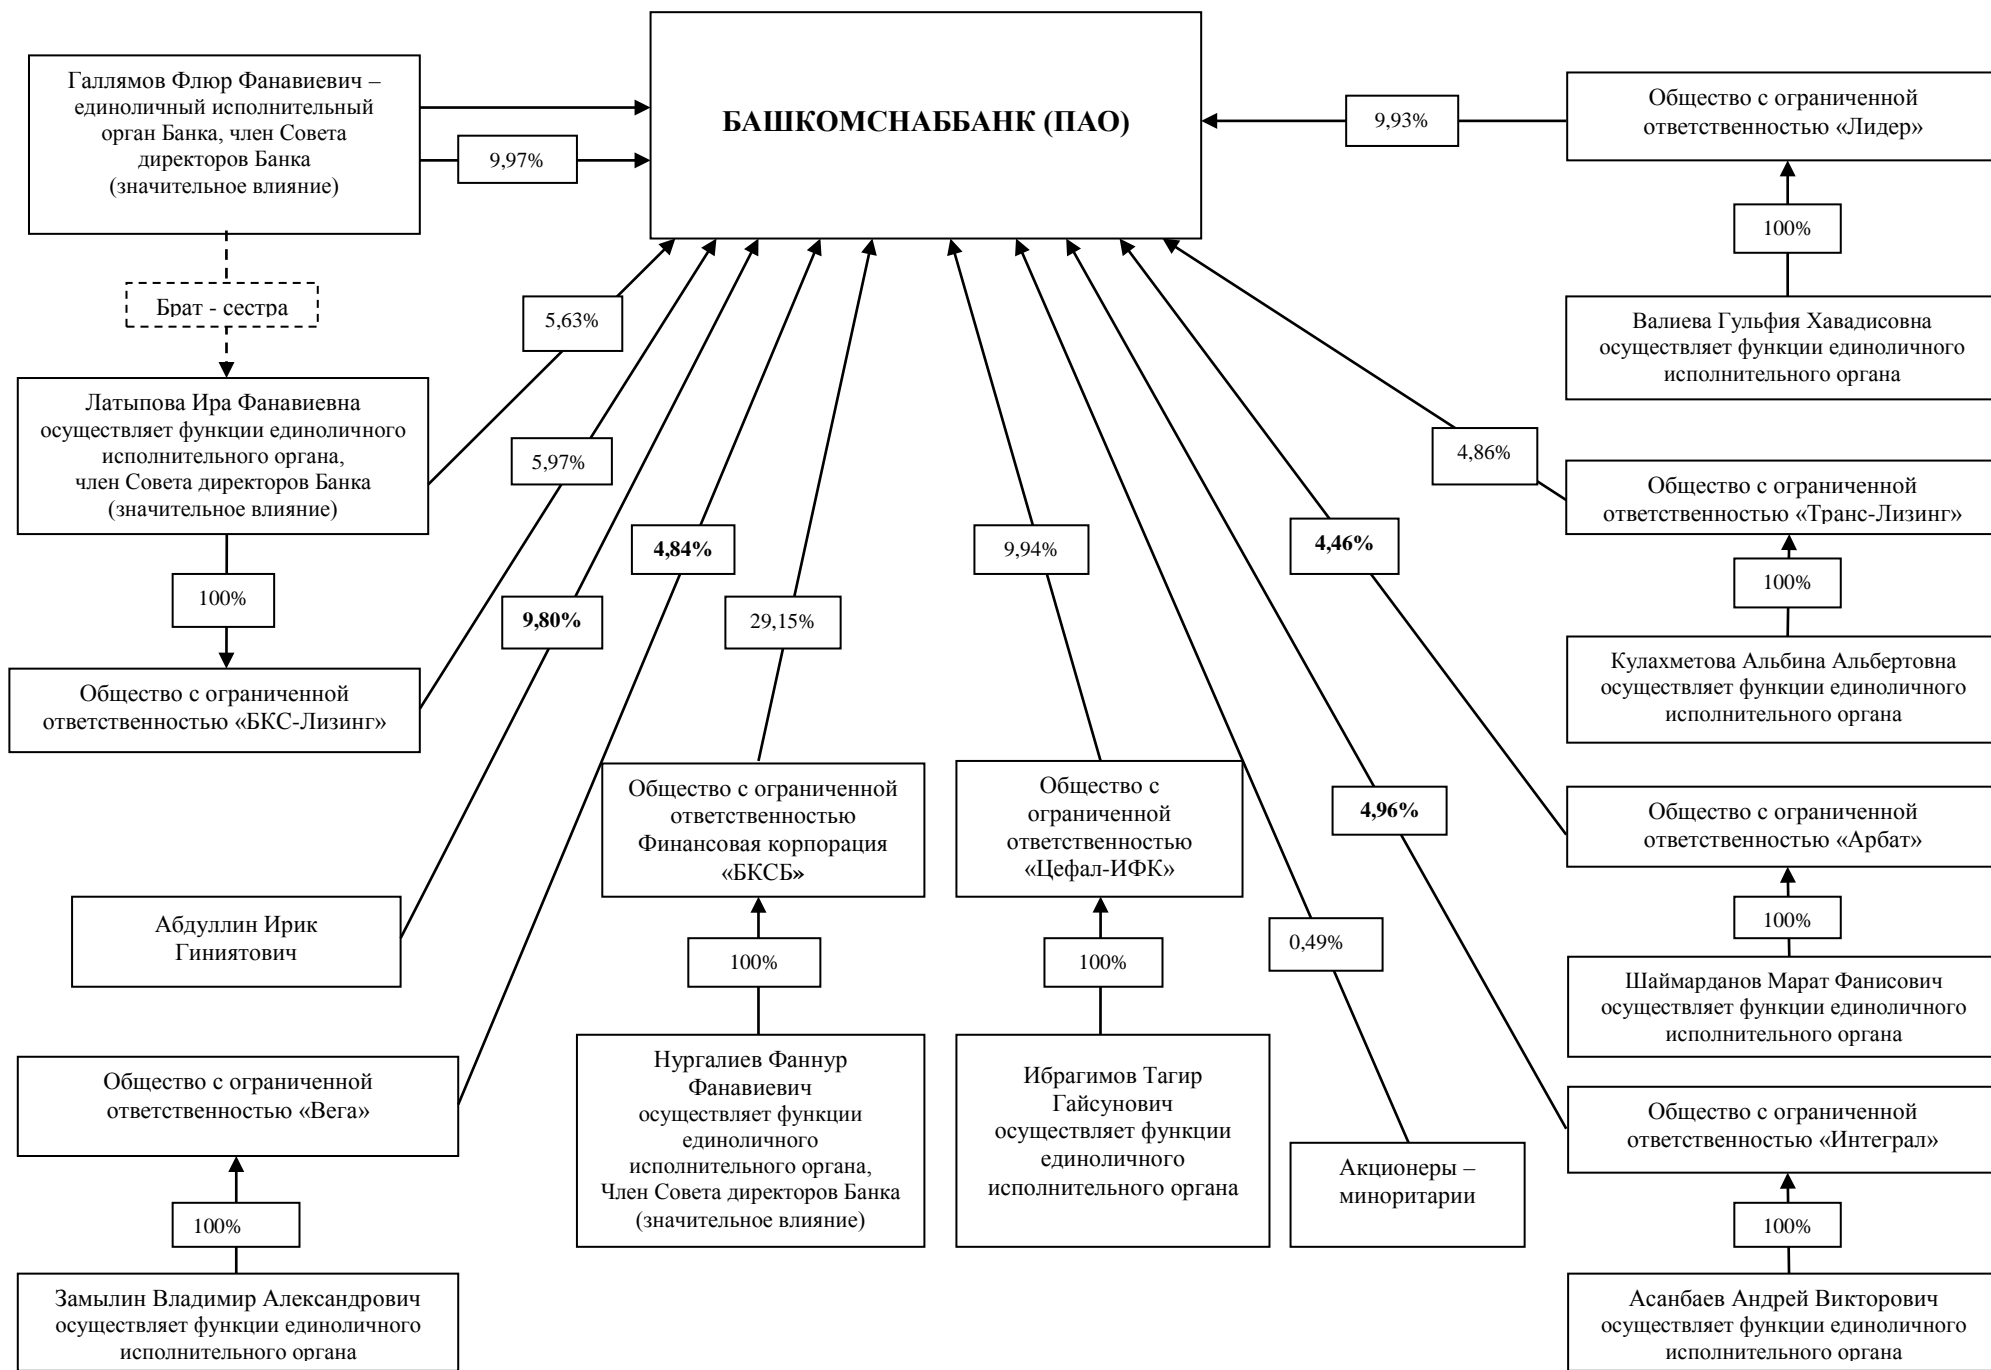 БАШКОМСНАББАНК (ПАО)
Галлямов Флюр Фанавиевич –
единоличный исполнительный
орган Банка, член Совета
директоров Банка
(значительное влияние)
9,97%
Брат - сестра
Латыпова Ира Фанавиевна
осуществляет функции единоличного
исполнительного органа,
член Совета директоров Банка
(значительное влияние)
5,63%
100%
Общество с ограниченной
ответственностью «БКС-Лизинг»
5,97%
Абдуллин Ирик
Гиниятович
9,80%
Общество с ограниченной
ответственностью «Вега»
4,84%
100%
Замылин Владимир Александрович
осуществляет функции единоличного
исполнительного органа
29,15%
Общество с ограниченной
ответственностью
Финансовая корпорация
«БКСБ»
100%
Нургалиев Фаннур
Фанавиевич
осуществляет функции
единоличного
исполнительного органа,
Член Совета директоров Банка
(значительное влияние)
9,94%
Общество с
ограниченной
ответственностью
«Цефал-ИФК»
100%
Ибрагимов Тагир
Гайсунович
осуществляет функции
единоличного
исполнительного органа
0,49%
Акционеры –
миноритарии
9,93%
Общество с ограниченной
ответственностью «Лидер»
100%
Валиева Гульфия Хавадисовна
осуществляет функции единоличного
исполнительного органа
4,86%
Общество с ограниченной
ответственностью «Транс-Лизинг»
100%
Кулахметова Альбина Альбертовна
осуществляет функции единоличного
исполнительного органа
4,46%
Общество с ограниченной
ответственностью «Арбат»
100%
Шаймарданов Марат Фанисович
осуществляет функции единоличного
исполнительного органа
4,96%
Общество с ограниченной
ответственностью «Интеграл»
100%
Асанбаев Андрей Викторович
осуществляет функции единоличного
исполнительного органа